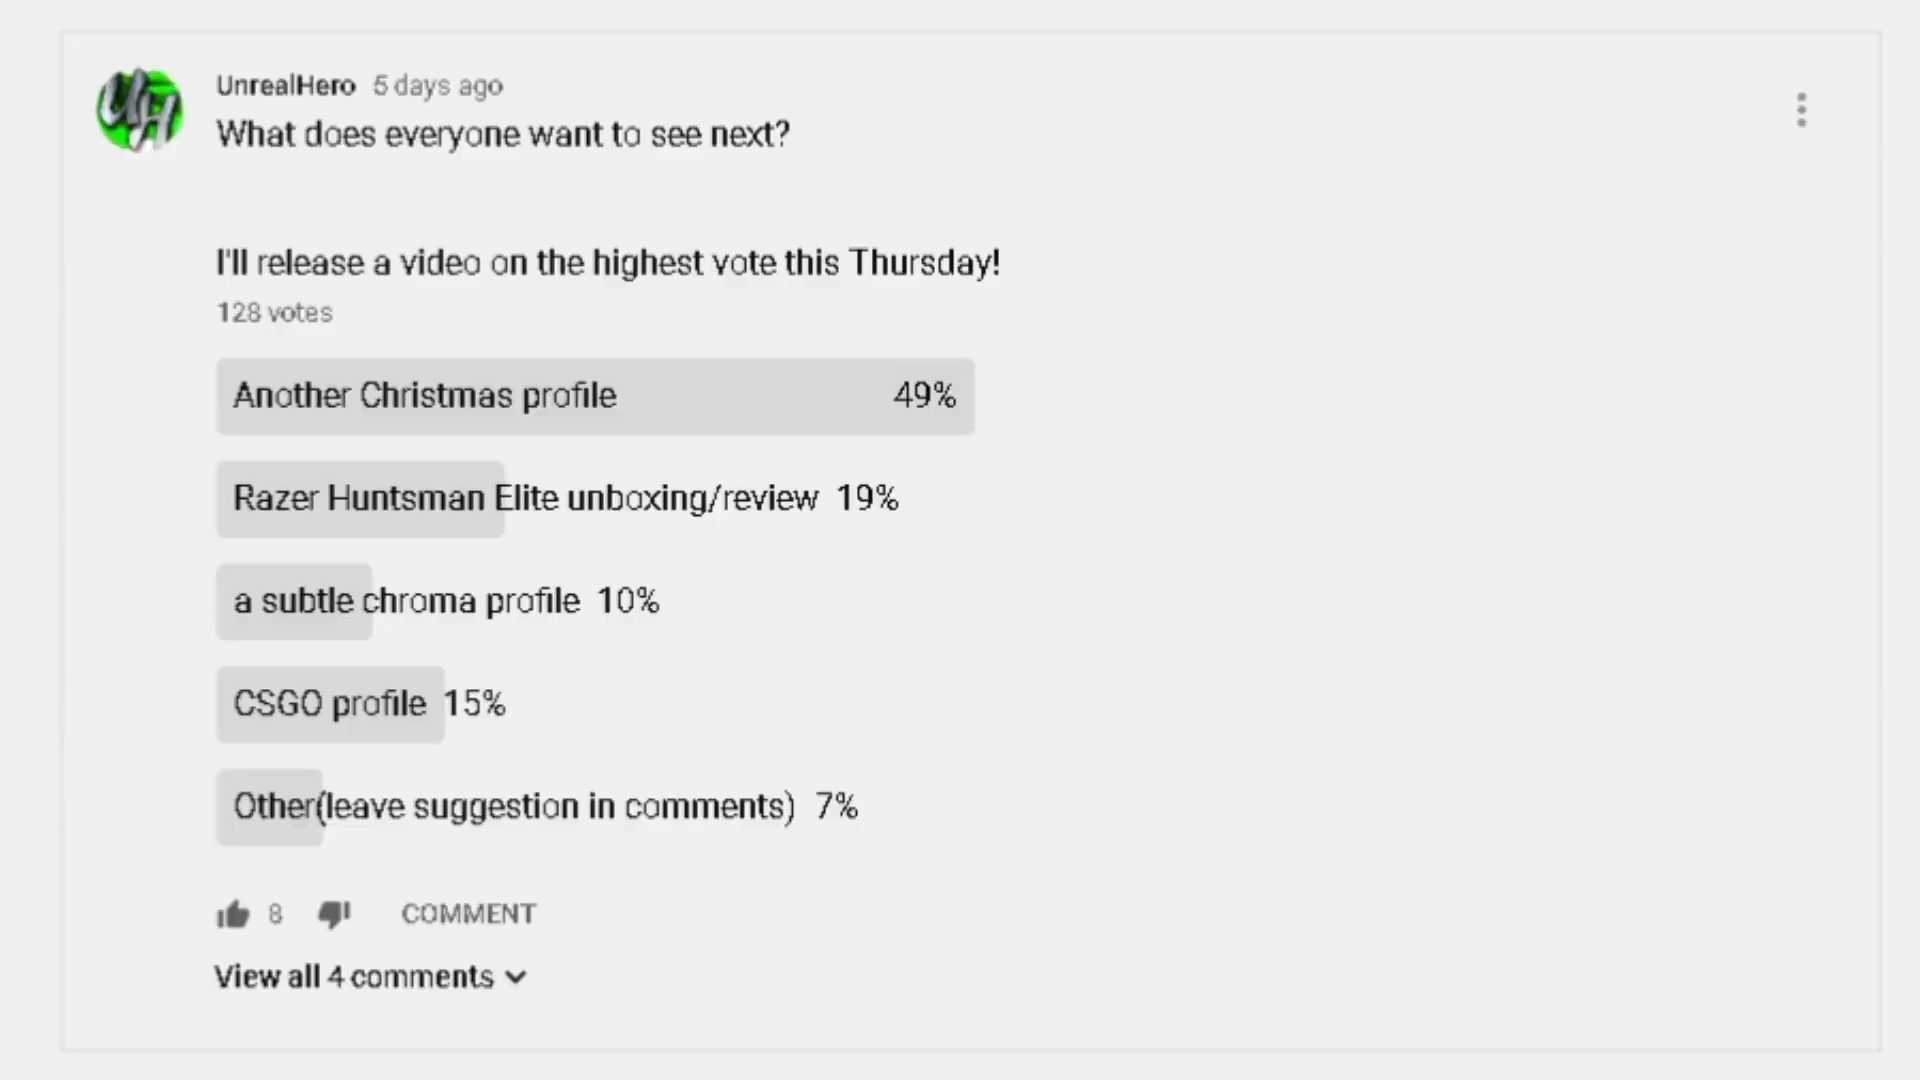 UH
UnrealHero 5 days ago
What does everyone want to see next?
I'll release a video on the highest vote this Thursday!
128 votes
Another Christmas profile 49%
Razer Huntsman Elite unboxing/review 19%
a subtle chroma profile 10%
CSGO profile 15%
Other(leave suggestion in comments) 7%
8 COMMENT
View all 4 comments